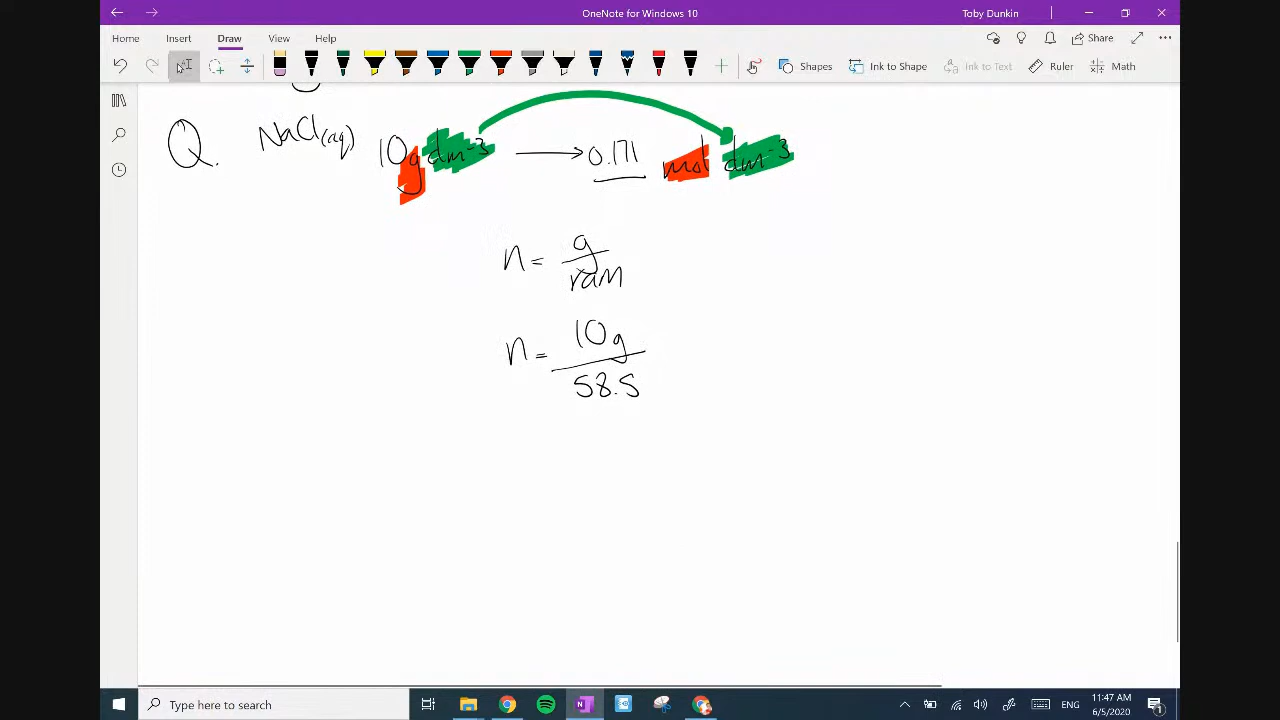 OneNote for Windows 10
Toby Dunkin
Home Insert Draw View Help
Share
Shapes Ink to Shape Ink to Text Ruler Math
Q. NaCl(aq) 10g dm-3 → 0.171 mol dm-3
n = g
ram
n = 10g
58.5
Type here to search
ENG
11:47 AM
6/5/2020
1